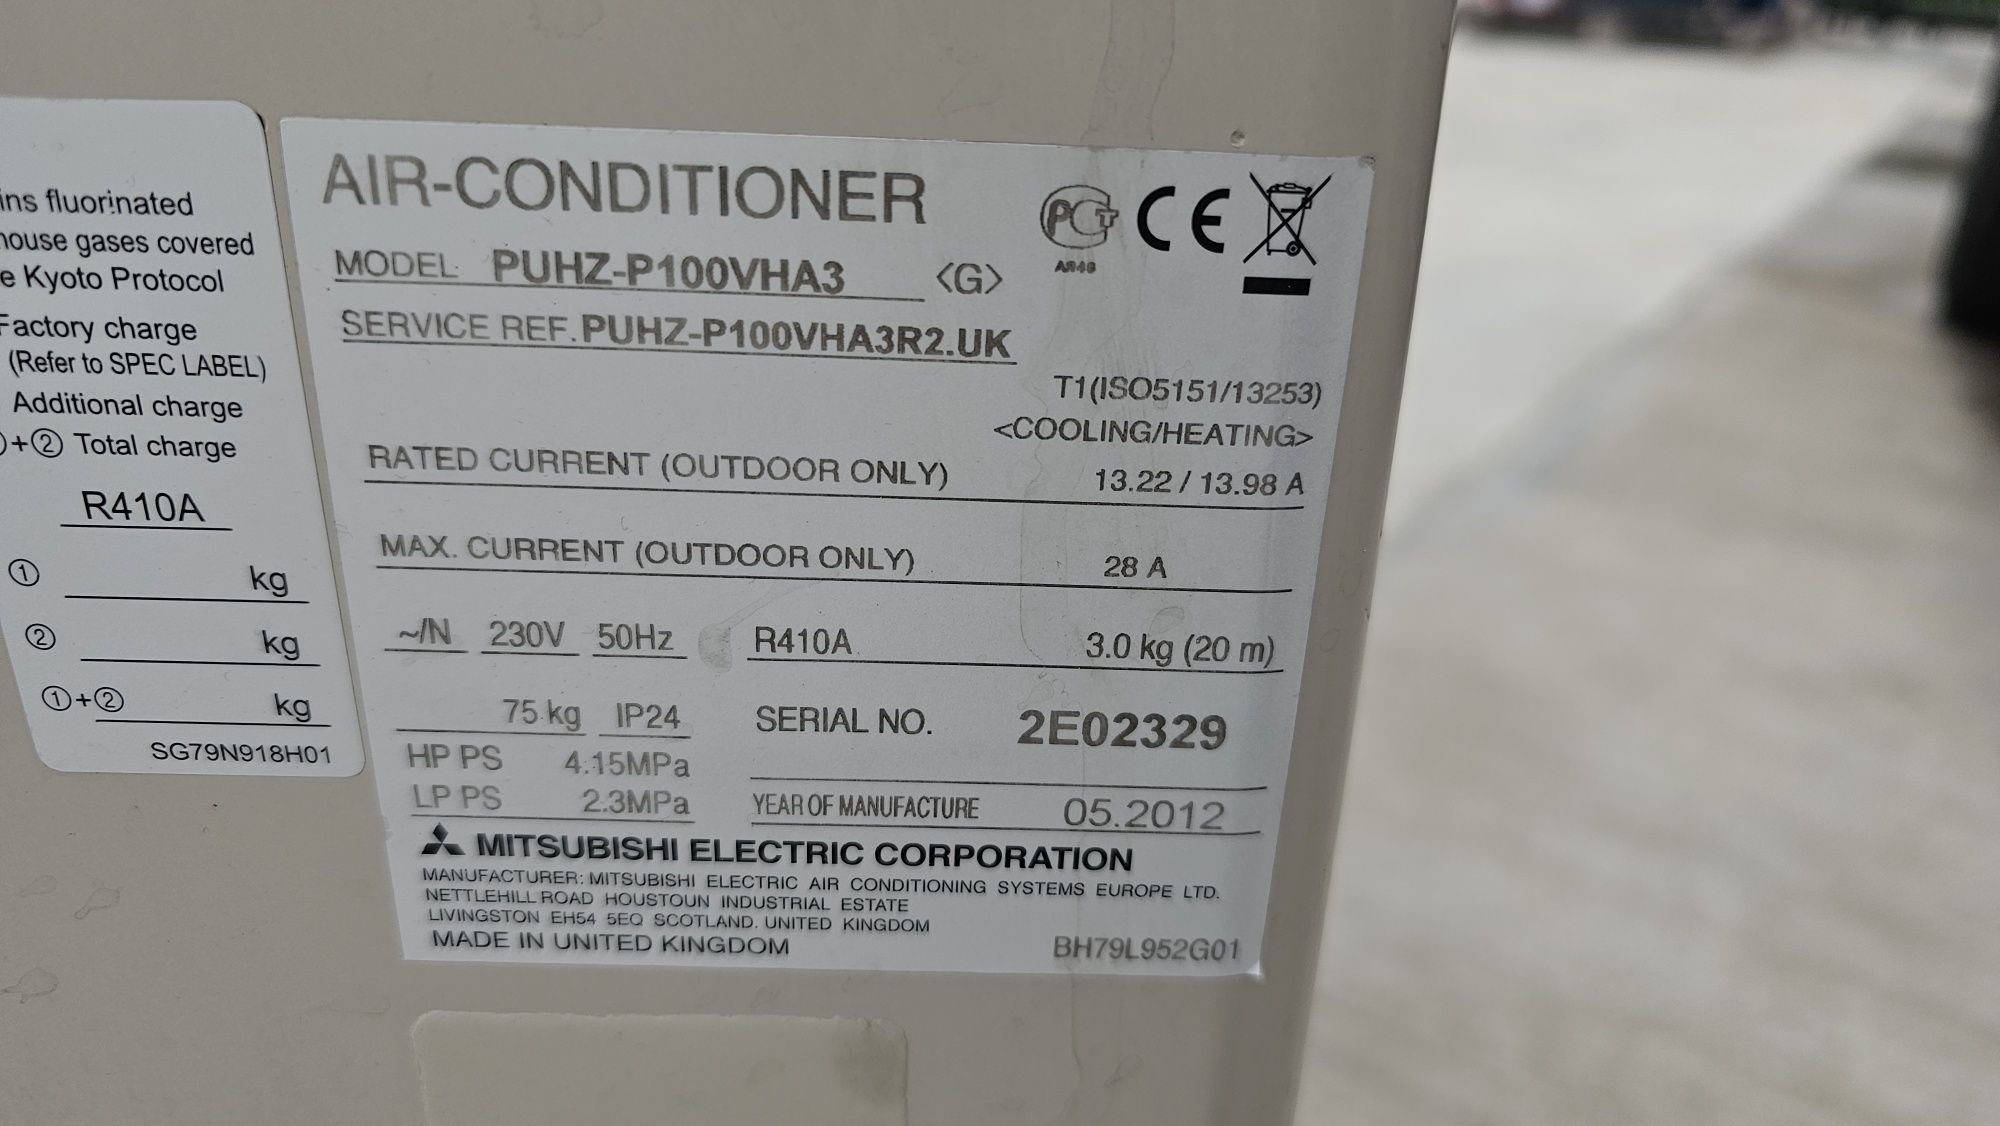 ins fluorinated
house gases covered
e Kyoto Protocol
Factory charge
(Refer to SPEC LABEL)
Additional charge
+② Total charge
R410A
① kg
② kg
①+② kg
SG79N918H01
AIR-CONDITIONER
MODEL PUHZ-P100VHA3 <G>
SERVICE REF. PUHZ-P100VHA3R2.UK
PCT CE
T1(ISO5151/13253)
<COOLING/HEATING>
RATED CURRENT (OUTDOOR ONLY) 13.22 / 13.98 A
MAX. CURRENT (OUTDOOR ONLY) 28 A
~/N 230V 50Hz R410A 3.0 kg (20 m)
75 kg IP24 SERIAL NO. 2E02329
HP PS 4.15MPa
LP PS 2.3MPa YEAR OF MANUFACTURE 05.2012
MITSUBISHI ELECTRIC CORPORATION
MANUFACTURER: MITSUBISHI ELECTRIC AIR CONDITIONING SYSTEMS EUROPE LTD.
NETTLEHILL ROAD HOUSTOUN INDUSTRIAL ESTATE
LIVINGSTON EH54 5EQ SCOTLAND. UNITED KINGDOM
MADE IN UNITED KINGDOM BH79L952G01